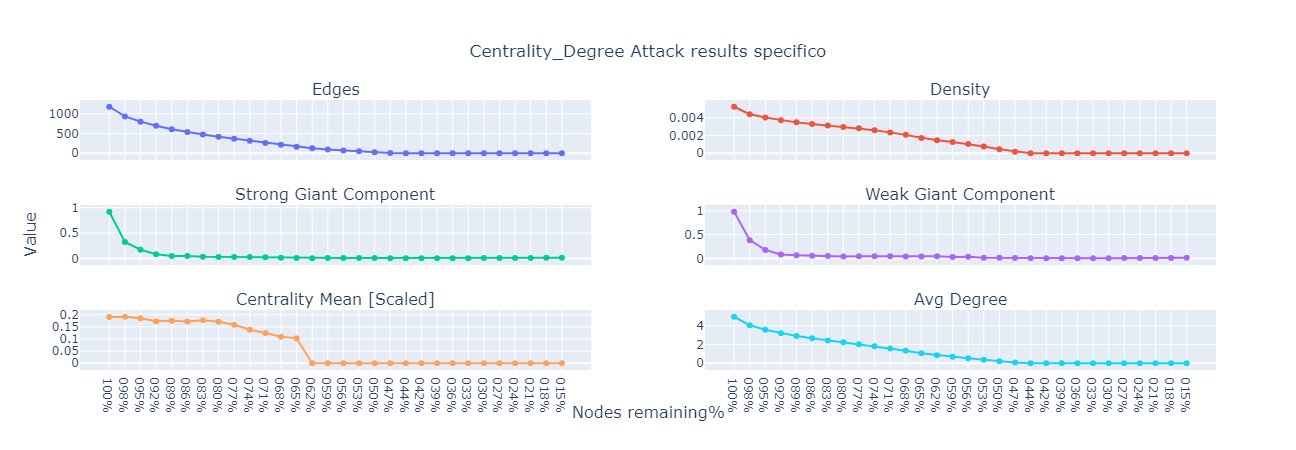 Centrality_Degree Attack results specifico
Edges
1000
500
0
Density
0.004
0.002
0
Strong Giant Component
1
0.5
0
Weak Giant Component
1
0.5
0
Value
Centrality Mean [Scaled]
0.2
0.15
0.1
0.05
0
Avg Degree
4
2
0
100% 098% 095% 092% 089% 086% 083% 080% 077% 074% 071% 068% 065% 062% 059% 056% 053% 050% 047% 044% 042% 039% 036% 033% 030% 027% 024% 021% 018% 015%
100% 098% 095% 092% 089% 086% 083% 080% 077% 074% 071% 068% 065% 062% 059% 056% 053% 050% 047% 044% 042% 039% 036% 033% 030% 027% 024% 021% 018% 015%
Nodes remaining%